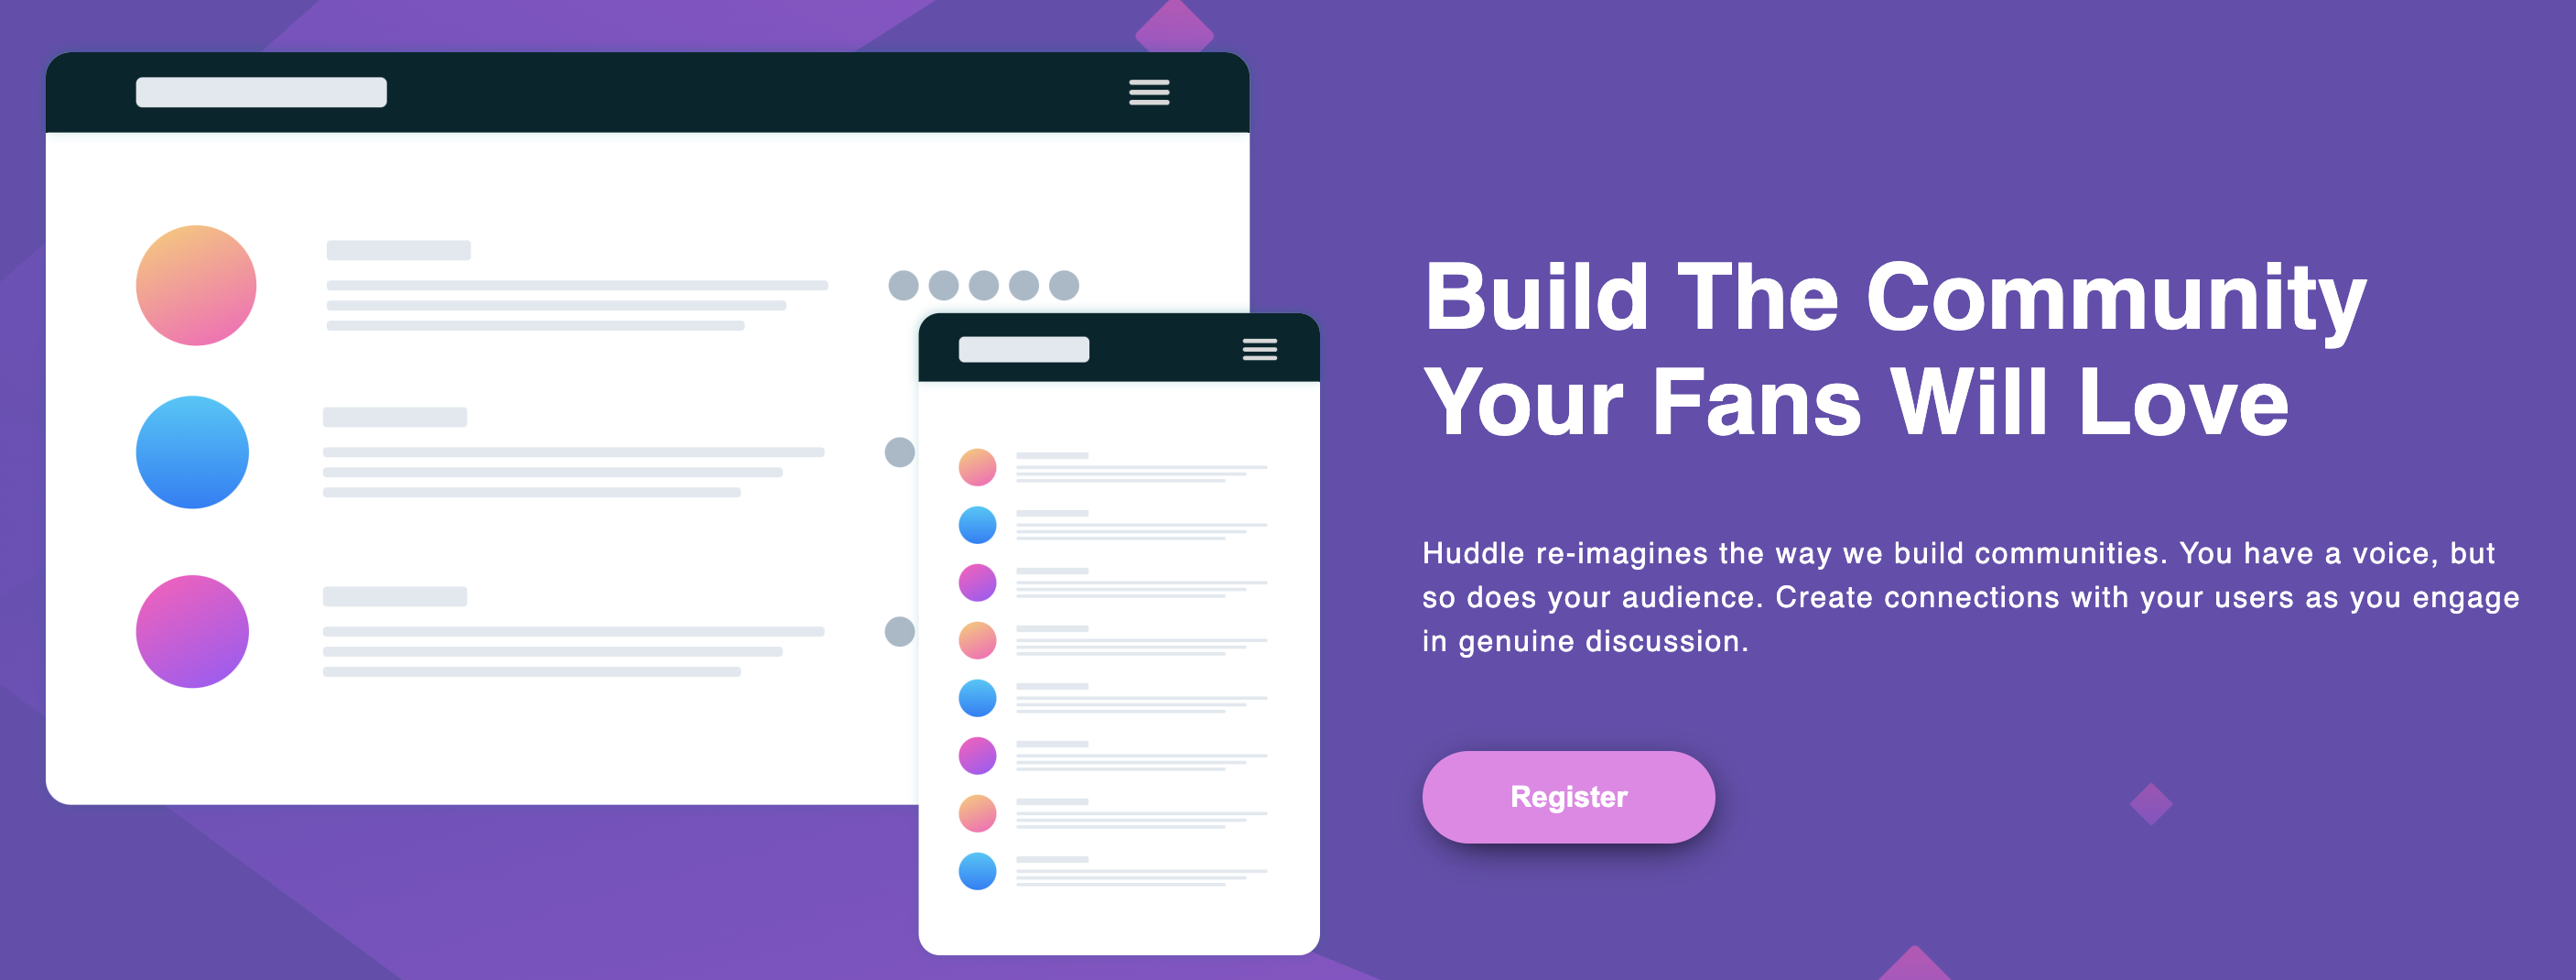 Build The Community
Your Fans Will Love
Huddle re-imagines the way we build communities. You have a voice, but
so does your audience. Create connections with your users as you engage
in genuine discussion.
Register